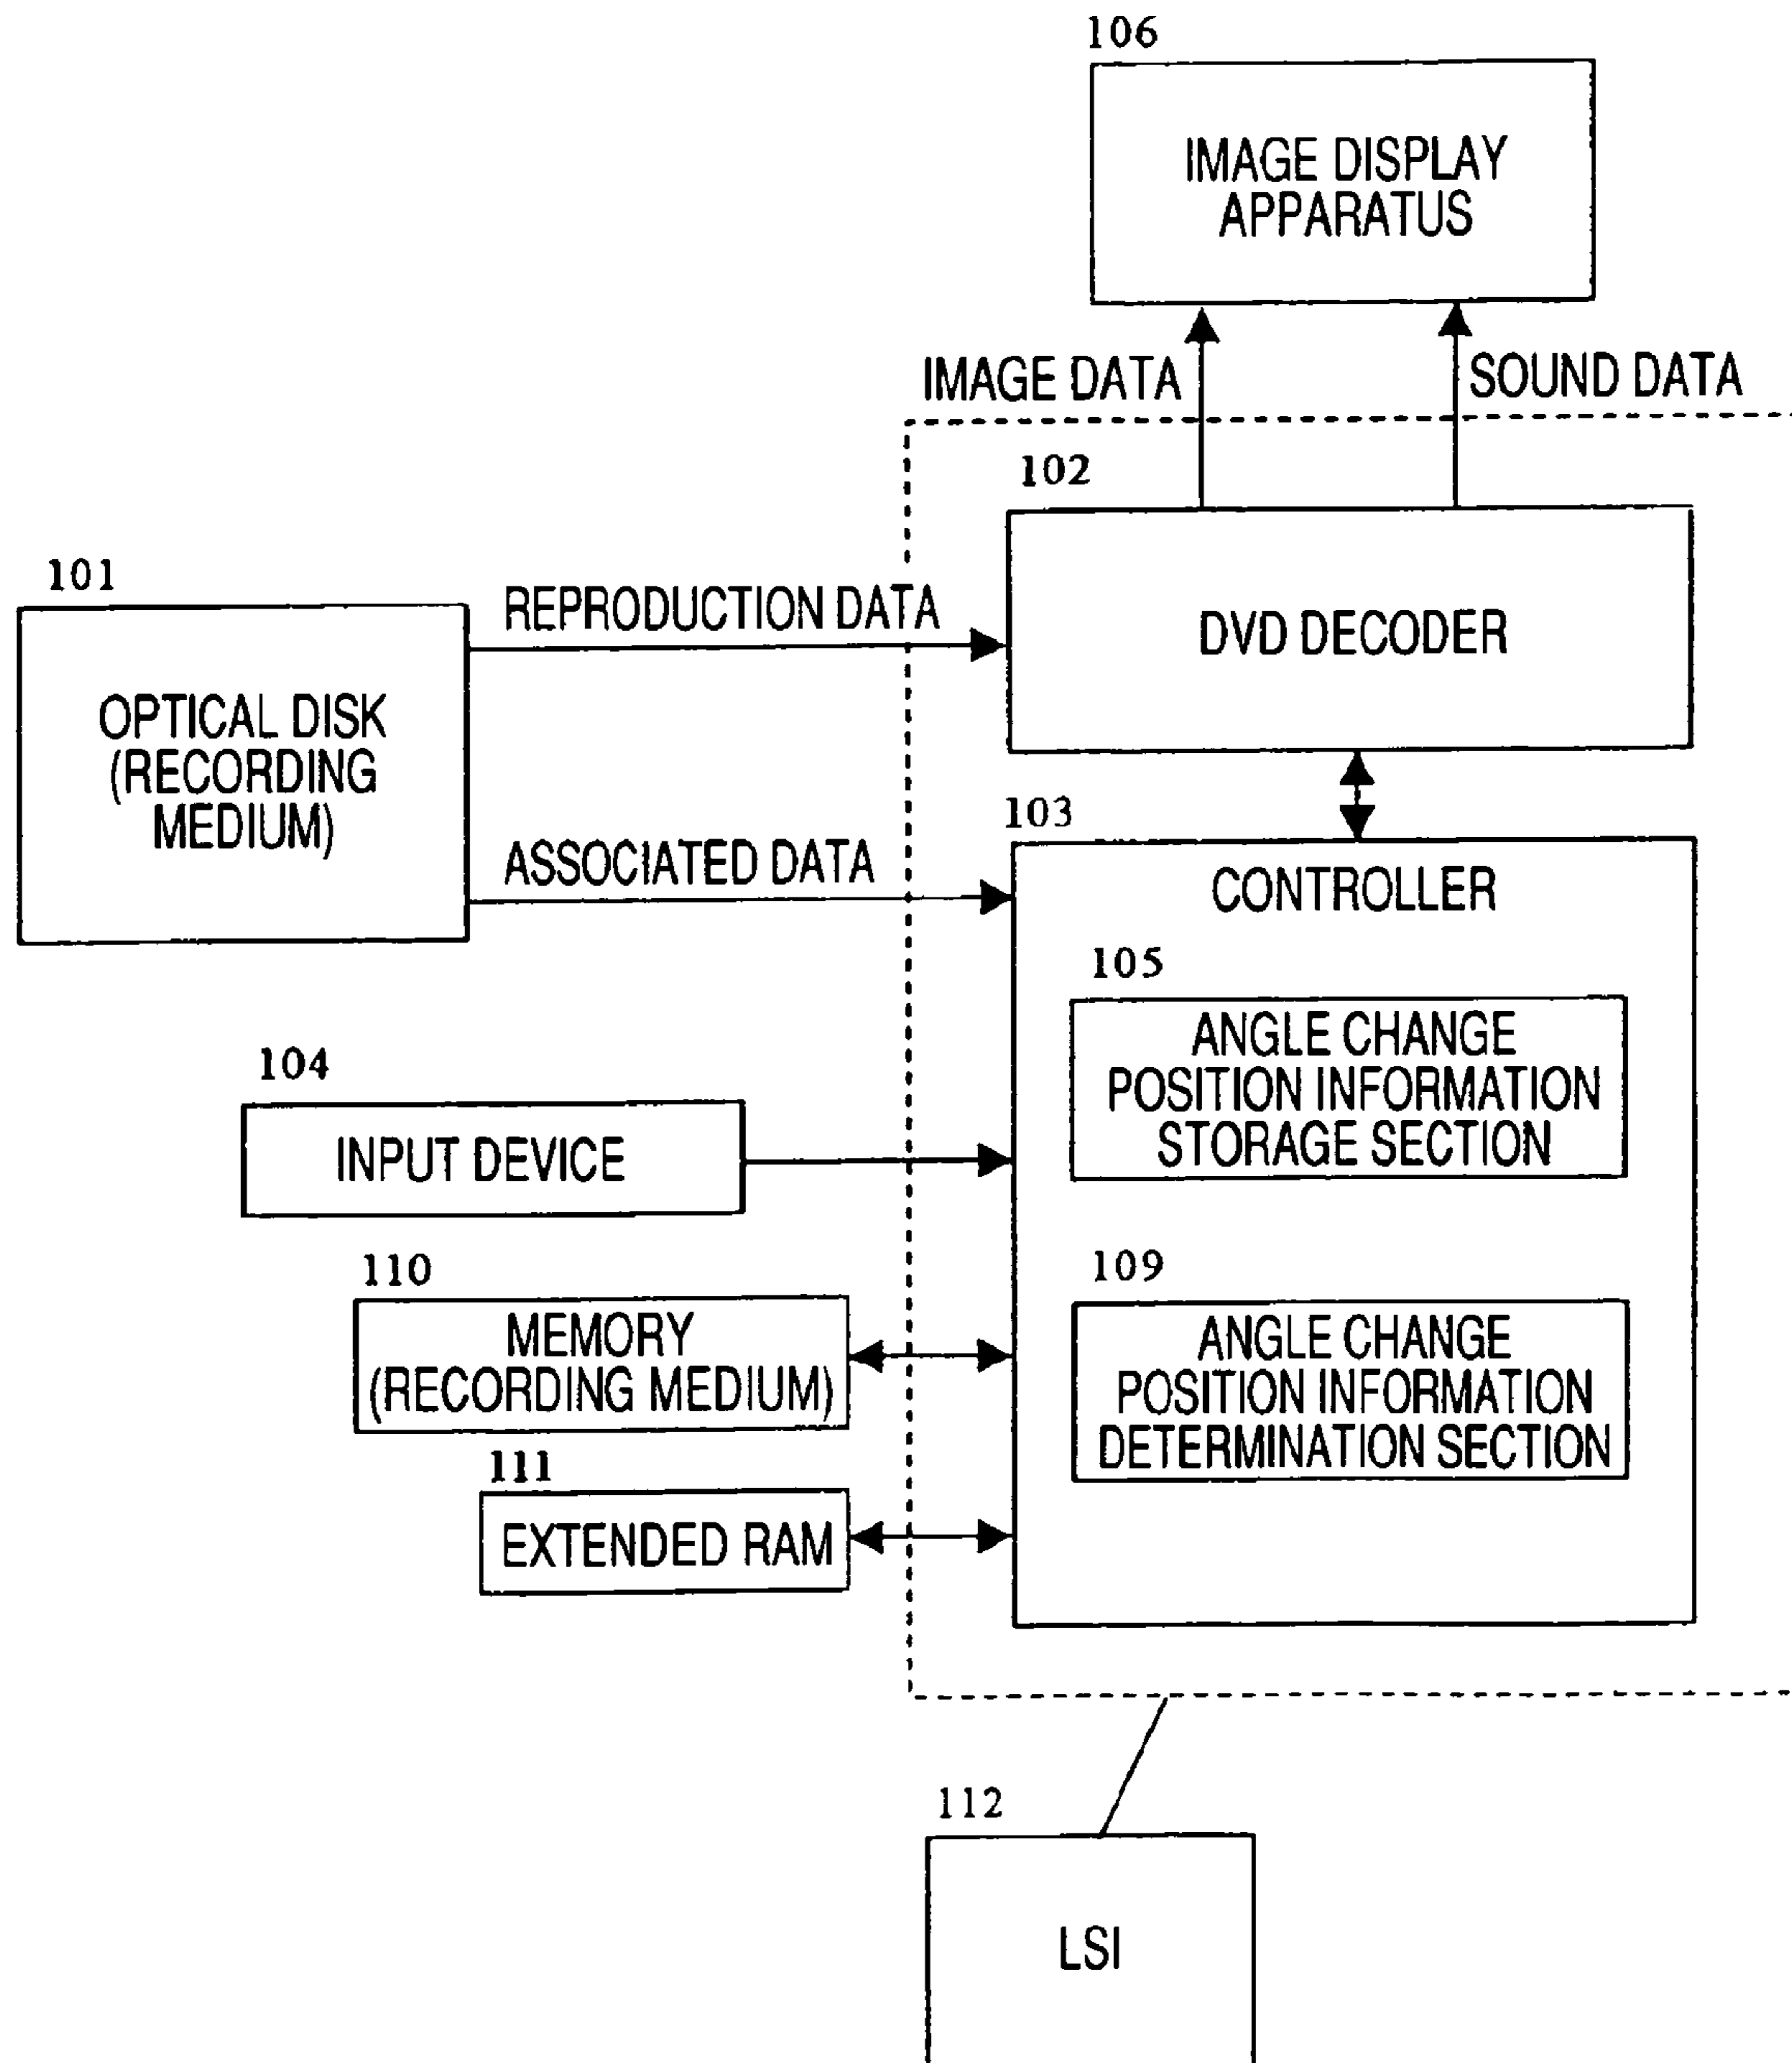 106
IMAGE DISPLAY
APPARATUS
IMAGE DATA
SOUND DATA
102
DVD DECODER
101
OPTICAL DISK
(RECORDING
MEDIUM)
REPRODUCTION DATA
ASSOCIATED DATA
103
CONTROLLER
105
ANGLE CHANGE
POSITION INFORMATION
STORAGE SECTION
104
INPUT DEVICE
109
ANGLE CHANGE
POSITION INFORMATION
DETERMINATION SECTION
110
MEMORY
(RECORDING MEDIUM)
111
EXTENDED RAM
112
LSI